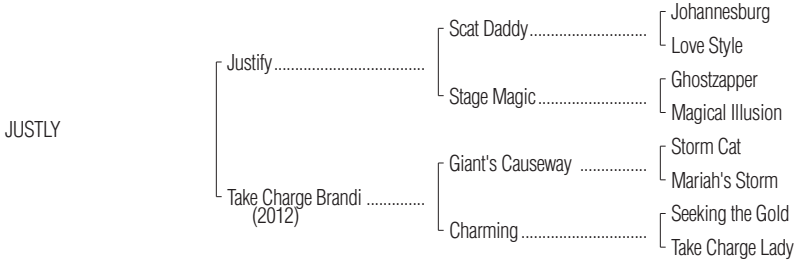 Johannesburg
Scat Daddy..............................
Love Style
Justify.......................................
Ghostzapper
Stage Magic............................
Magical Illusion
JUSTLY
Storm Cat
Giant's Causeway .................
Mariah's Storm
Take Charge Brandi ...............
(2012)
Seeking the Gold
Charming.................................
Take Charge Lady